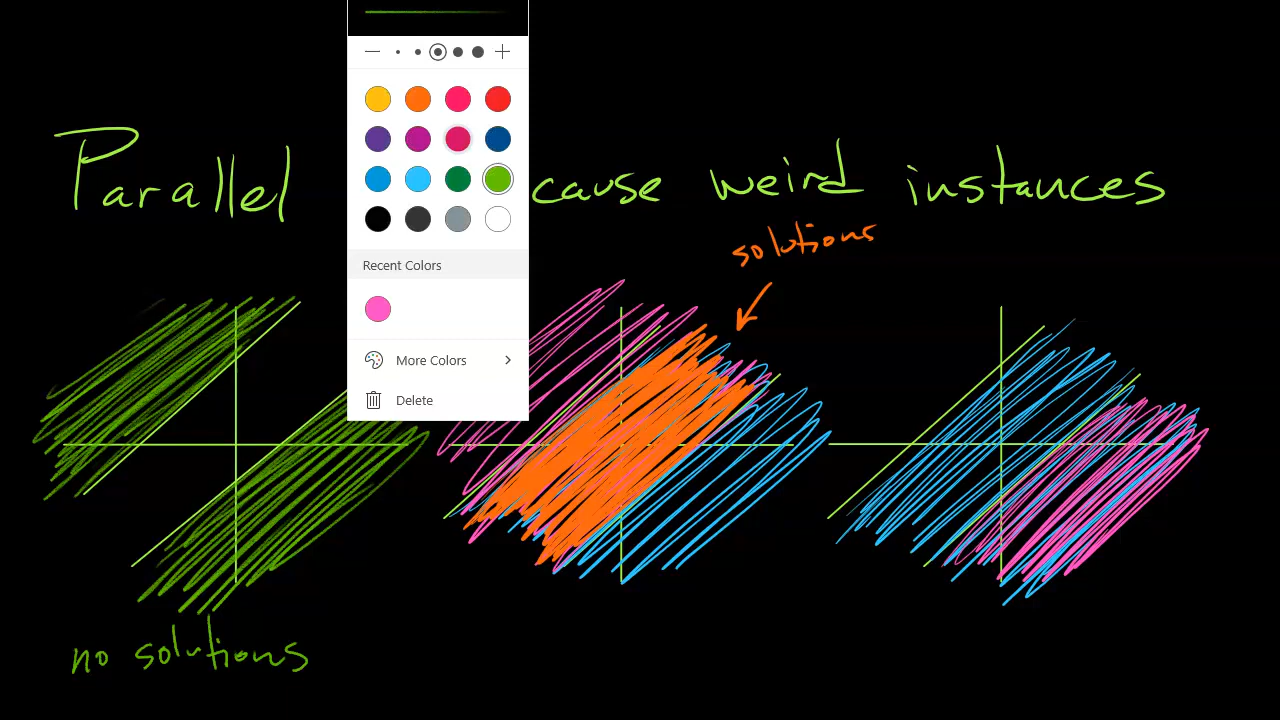 Parallel cause weird instances
solutions
no solutions
Recent Colors
More Colors
Delete